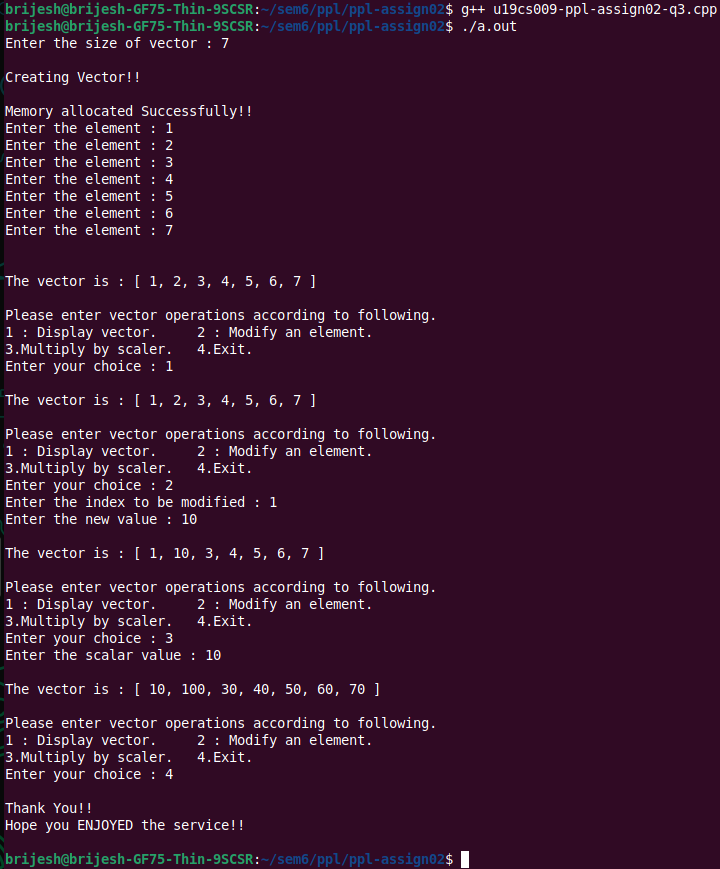 brijesh@brijesh-GF75-Thin-9SCSR:~/sem6/ppl/ppl-assign02$ g++ u19cs009-ppl-assign02-q3.cpp
brijesh@brijesh-GF75-Thin-9SCSR:~/sem6/ppl/ppl-assign02$ ./a.out
Enter the size of vector : 7
Creating Vector!!
Memory allocated Successfully!!
Enter the element : 1
Enter the element : 2
Enter the element : 3
Enter the element : 4
Enter the element : 5
Enter the element : 6
Enter the element : 7
The vector is : [ 1, 2, 3, 4, 5, 6, 7 ]
Please enter vector operations according to following.
1 : Display vector.     2 : Modify an element.
3.Multiply by scaler.   4.Exit.
Enter your choice : 1
The vector is : [ 1, 2, 3, 4, 5, 6, 7 ]
Please enter vector operations according to following.
1 : Display vector.     2 : Modify an element.
3.Multiply by scaler.   4.Exit.
Enter your choice : 2
Enter the index to be modified : 1
Enter the new value : 10
The vector is : [ 1, 10, 3, 4, 5, 6, 7 ]
Please enter vector operations according to following.
1 : Display vector.     2 : Modify an element.
3.Multiply by scaler.   4.Exit.
Enter your choice : 3
Enter the scalar value : 10
The vector is : [ 10, 100, 30, 40, 50, 60, 70 ]
Please enter vector operations according to following.
1 : Display vector.     2 : Modify an element.
3.Multiply by scaler.   4.Exit.
Enter your choice : 4
Thank You!!
Hope you ENJOYED the service!!
brijesh@brijesh-GF75-Thin-9SCSR:~/sem6/ppl/ppl-assign02$